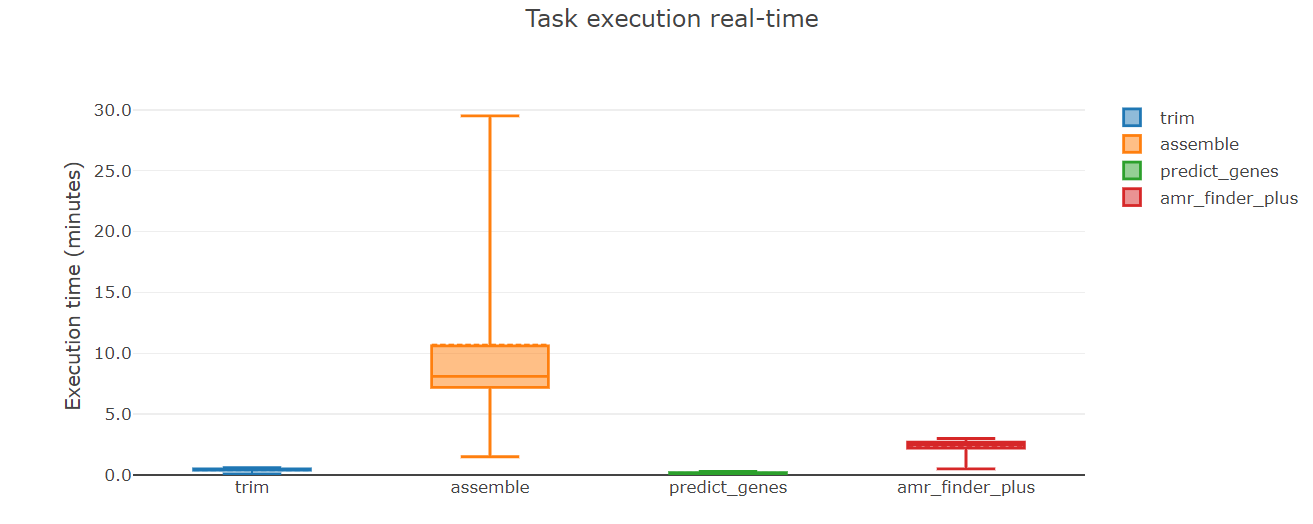 Task execution real-time
Execution time (minutes)
30.0
25.0
20.0
15.0
10.0
5.0
0.0
trim
assemble
predict_genes
amr_finder_plus
trim
assemble
predict_genes
amr_finder_plus